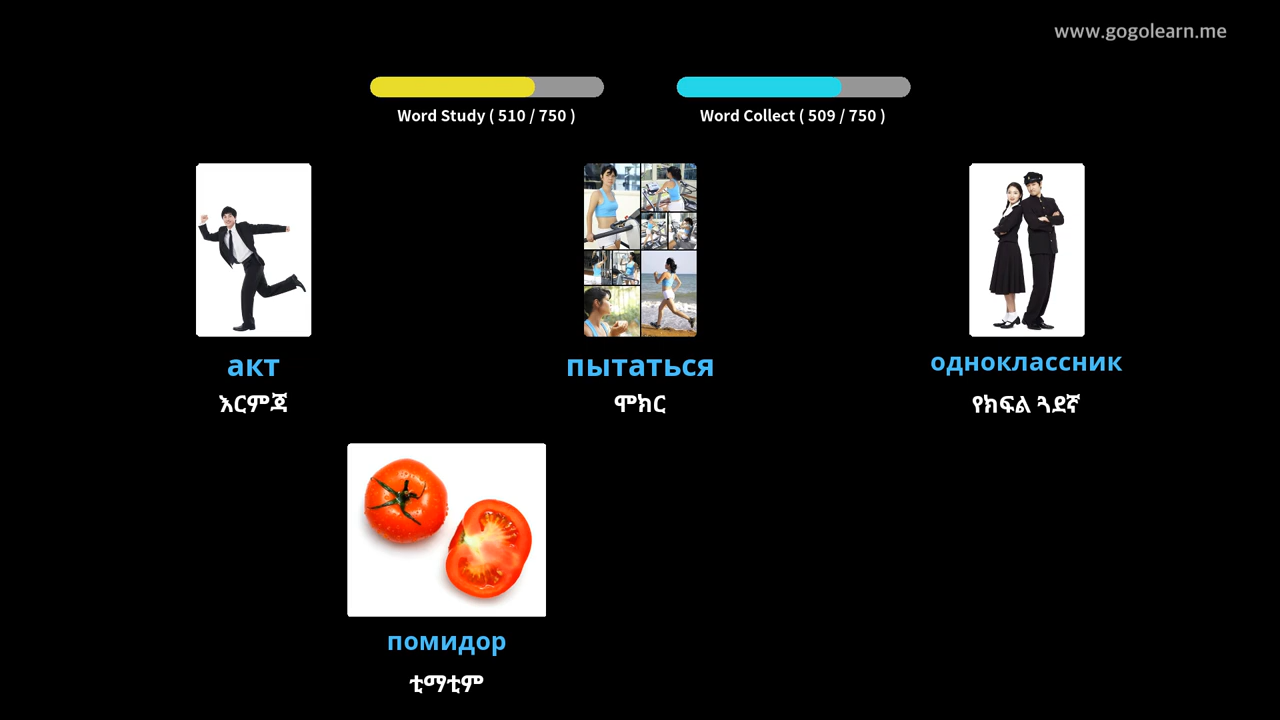 www.gogolearn.me
Word Study ( 510 / 750 )
Word Collect ( 509 / 750 )
акт
እርምጃ
пытаться
ሞክር
одноклассник
የክፍል ጓደኛ
помидор
ቲማቲም